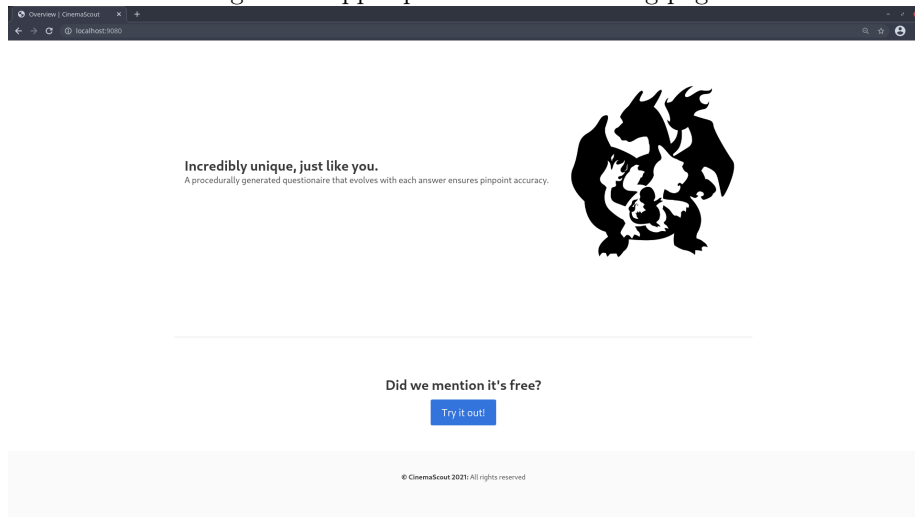 Overview | CinemaScout
localhost:9080
Incredibly unique, just like you.
A procedurally generated questionaire that evolves with each answer ensures pinpoint accuracy.
Did we mention it's free?
Try it out!
© CinemaScout 2021: All rights reserved